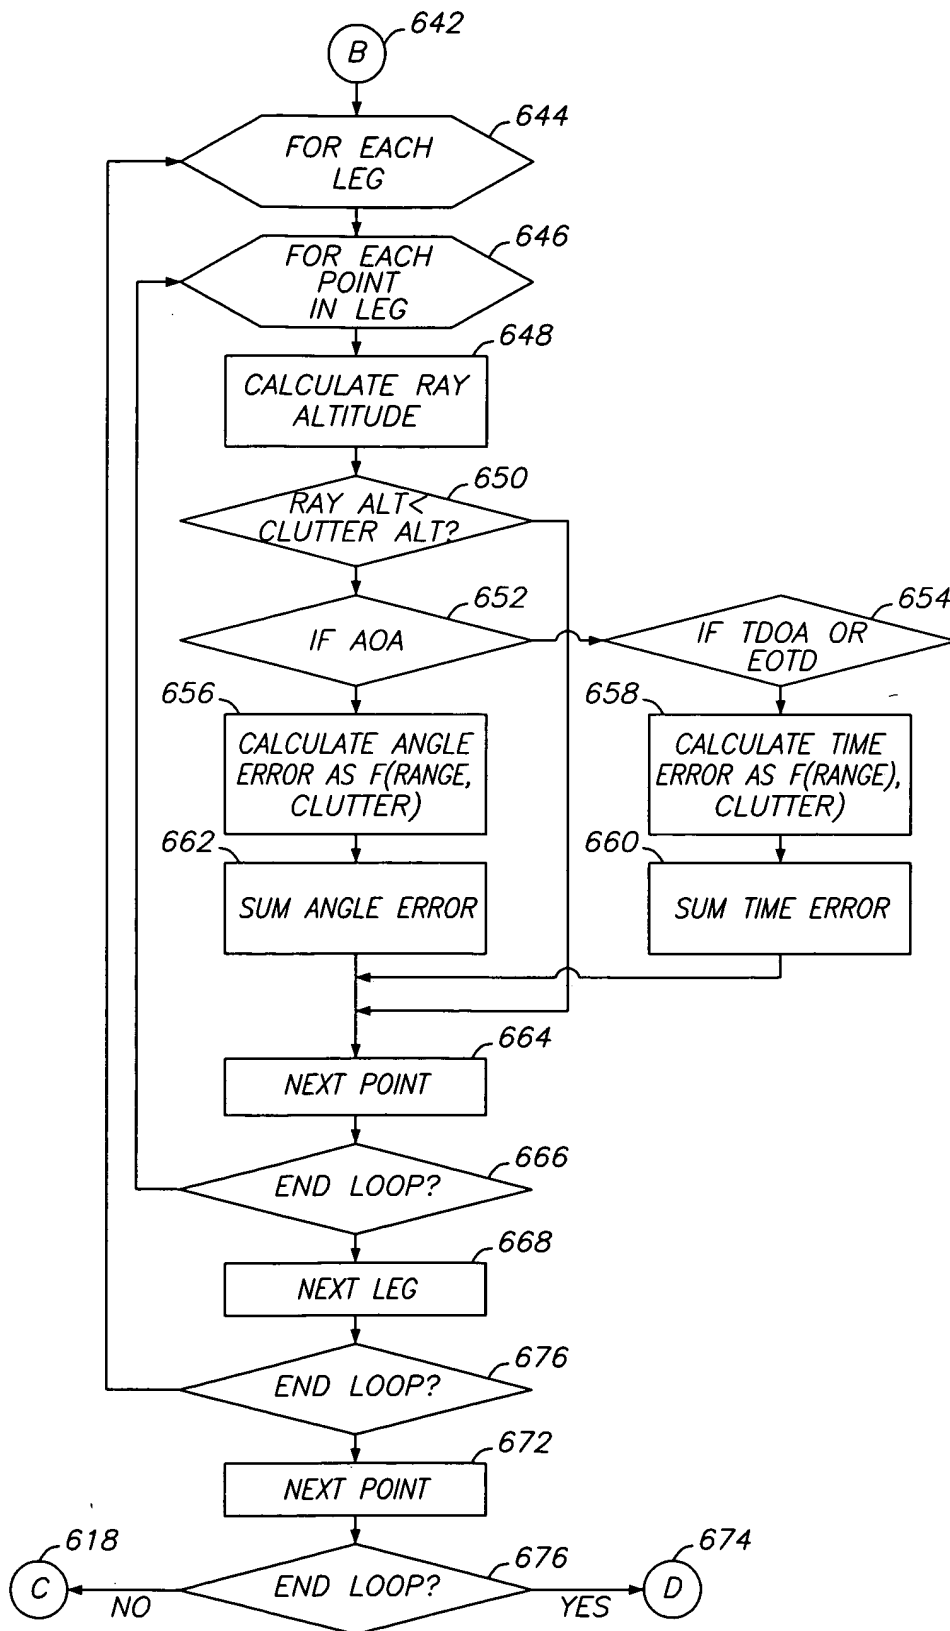 642
B
644
FOR EACH
LEG
646
FOR EACH
POINT
IN LEG
648
CALCULATE RAY
ALTITUDE
650
RAY ALT<
CLUTTER ALT?
652
IF AOA
654
IF TDOA OR
EOTD
656
CALCULATE ANGLE
ERROR AS F(RANGE,
CLUTTER)
658
CALCULATE TIME
ERROR AS F(RANGE),
CLUTTER)
662
SUM ANGLE ERROR
660
SUM TIME ERROR
664
NEXT POINT
666
END LOOP?
668
NEXT LEG
676
END LOOP?
672
NEXT POINT
618
C
NO
676
END LOOP?
YES
674
D